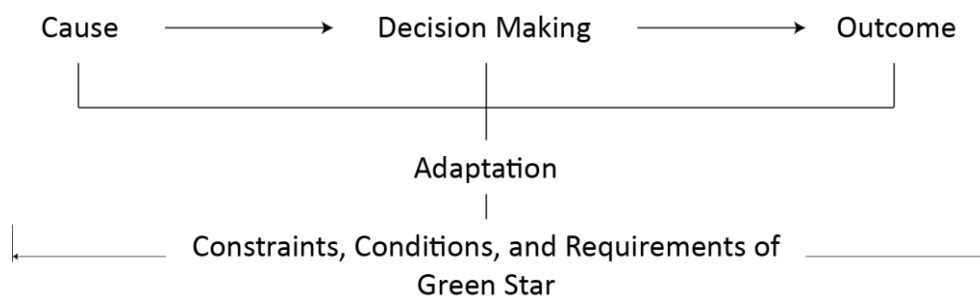 Cause Decision Making Outcome
Adaptation
Constraints, Conditions, and Requirements of
Green Star